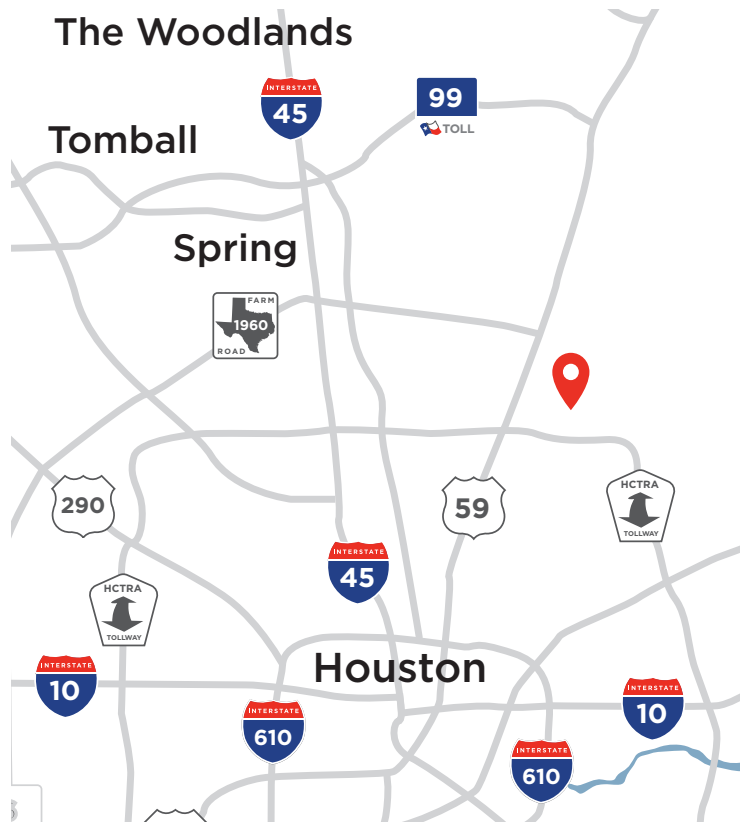 The Woodlands
INTERSTATE
45
99
TOLL
Tomball
Spring
FARM
1960
ROAD
290
59
HCTRA
TOLLWAY
INTERSTATE
45
HCTRA
TOLLWAY
Houston
INTERSTATE
10
INTERSTATE
10
INTERSTATE
610
INTERSTATE
610